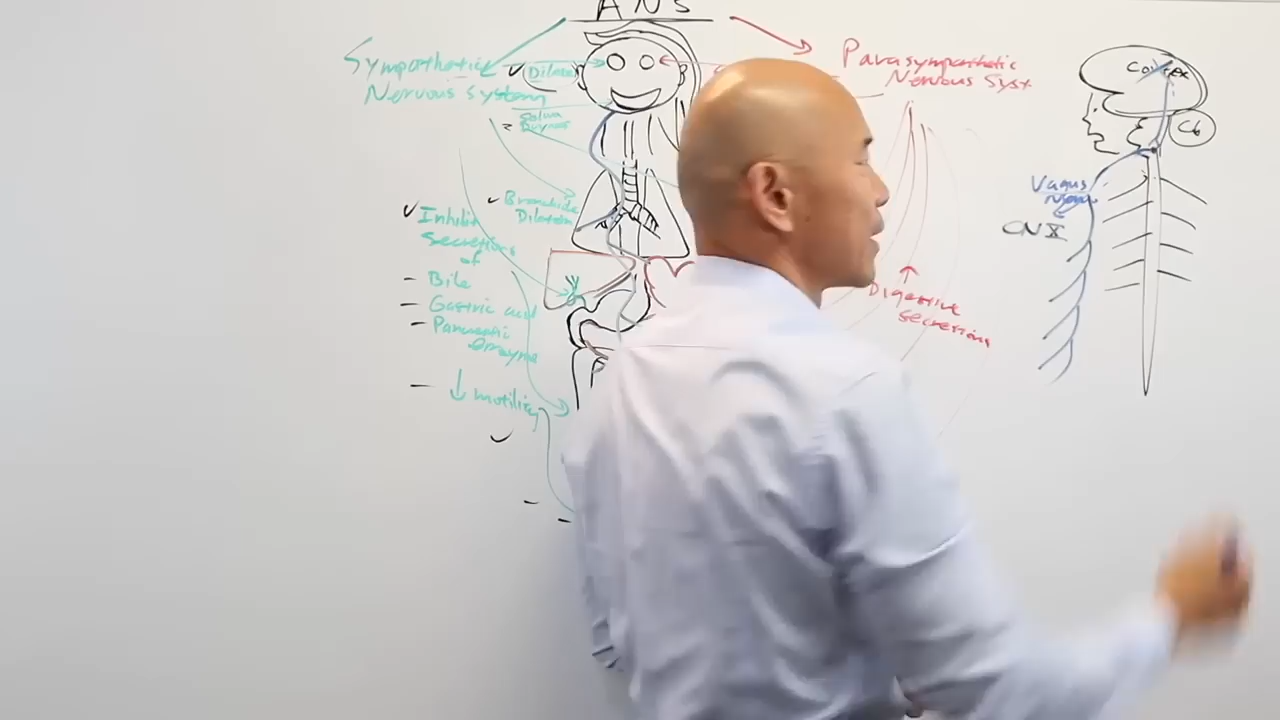 ANS
Sympathetic
Nervous System
Dilate
Saliva
Bronchiole
Dilation
Inhibit
secretions
of
Bile
Gastric acid
Pancreatic
enzyme
↓ motility
Parasympathetic
Nervous Syst
↑
Digestive
secretions
Cortex
Cb
Vagus
Nerve
CN X